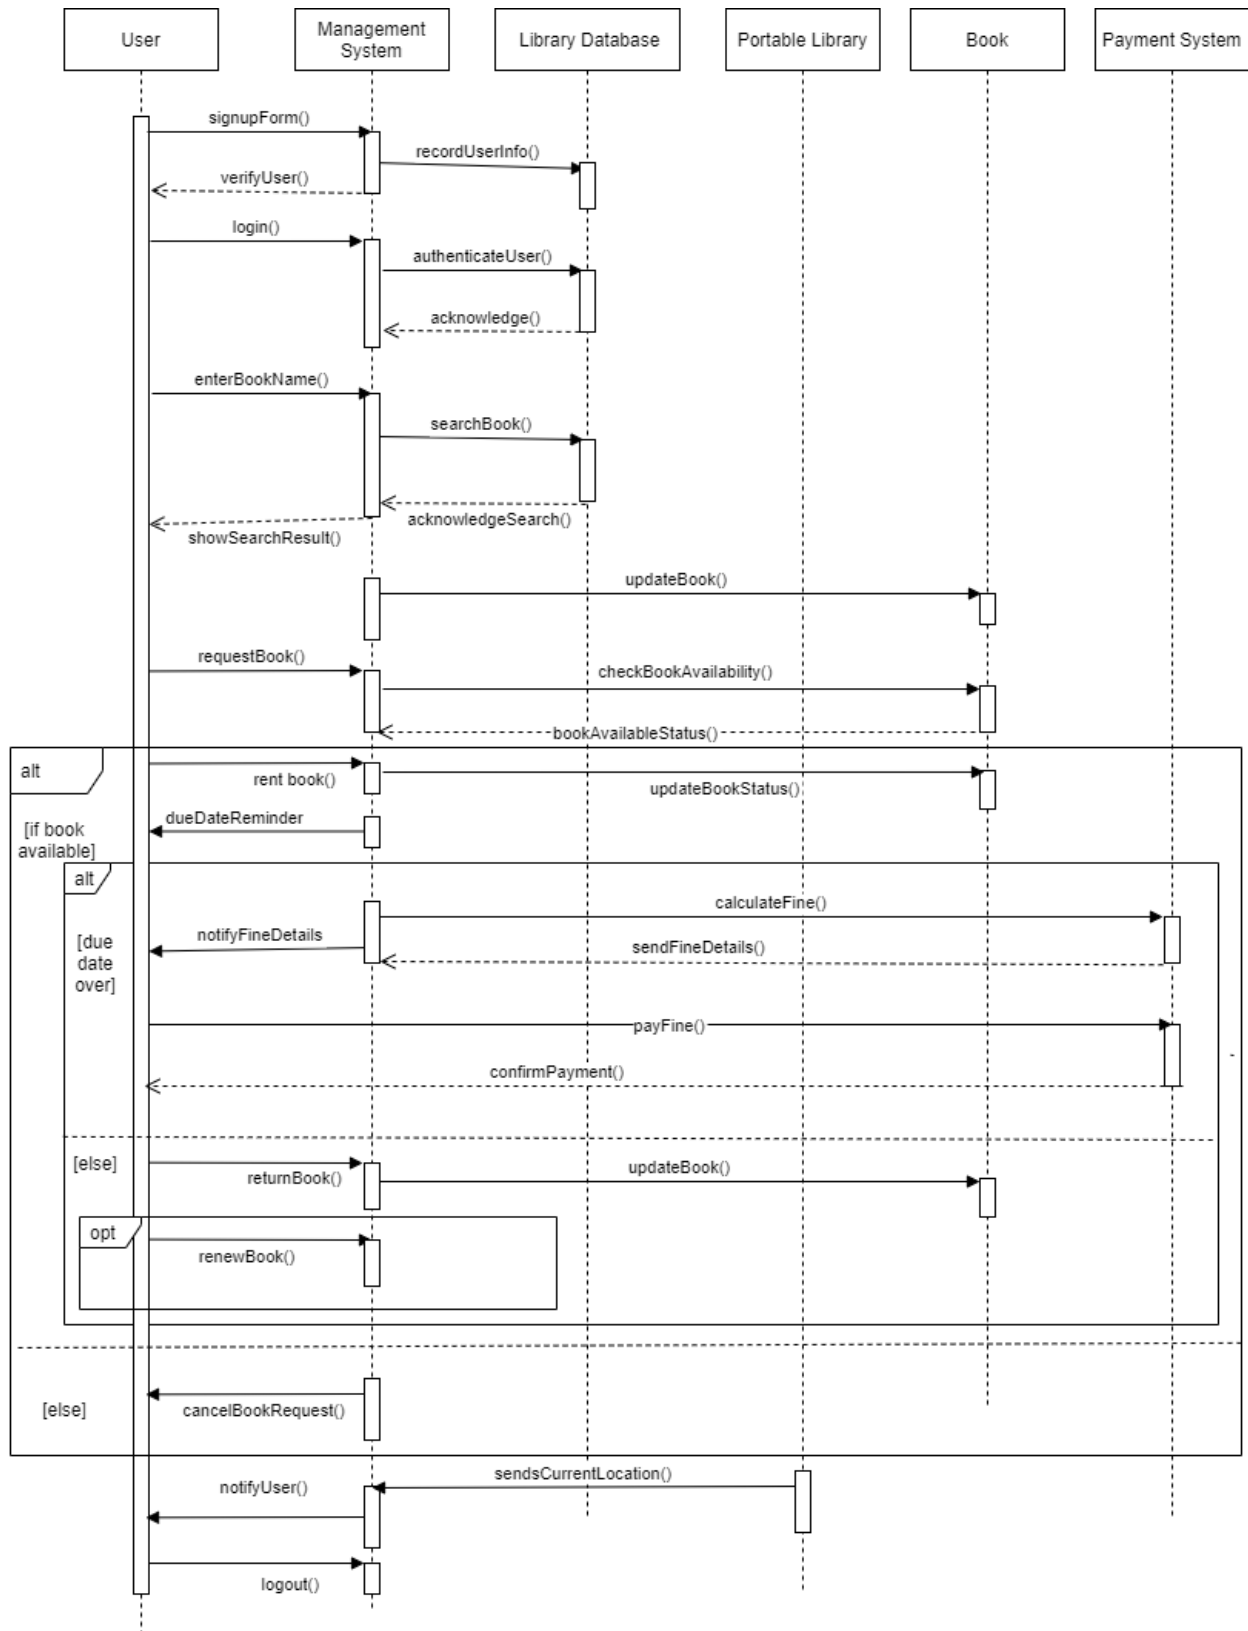 User
Management
System
Library Database
Portable Library
Book
Payment System
signupForm()
recordUserInfo()
verifyUser()
login()
authenticateUser()
acknowledge()
enterBookName()
searchBook()
acknowledgeSearch()
showSearchResult()
updateBook()
requestBook()
checkBookAvailability()
bookAvailableStatus()
alt
rent book()
updateBookStatus()
dueDateReminder
[if book
available]
alt
calculateFine()
notifyFineDetails
sendFineDetails()
[due
date
over]
payFine()
confirmPayment()
[else]
returnBook()
updateBook()
opt
renewBook()
[else]
cancelBookRequest()
sendsCurrentLocation()
notifyUser()
logout()